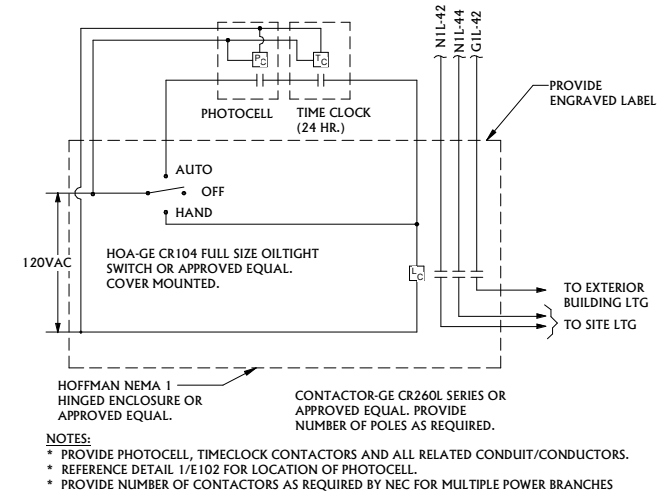 N1L-42
N1L-44
G1L-42
PROVIDE
ENGRAVED LABEL
PC
TC
PHOTOCELL
TIME CLOCK
(24 HR.)
AUTO
OFF
HAND
120VAC
HOA-GE CR104 FULL SIZE OILTIGHT
SWITCH OR APPROVED EQUAL.
COVER MOUNTED.
LC
TO EXTERIOR
BUILDING LTG
TO SITE LTG
HOFFMAN NEMA 1
HINGED ENCLOSURE OR
APPROVED EQUAL.
CONTACTOR-GE CR260L SERIES OR
APPROVED EQUAL. PROVIDE
NUMBER OF POLES AS REQUIRED.
NOTES:
* PROVIDE PHOTOCELL, TIMECLOCK CONTACTORS AND ALL RELATED CONDUIT/CONDUCTORS.
* REFERENCE DETAIL 1/E102 FOR LOCATION OF PHOTOCELL.
* PROVIDE NUMBER OF CONTACTORS AS REQUIRED BY NEC FOR MULTIPLE POWER BRANCHES